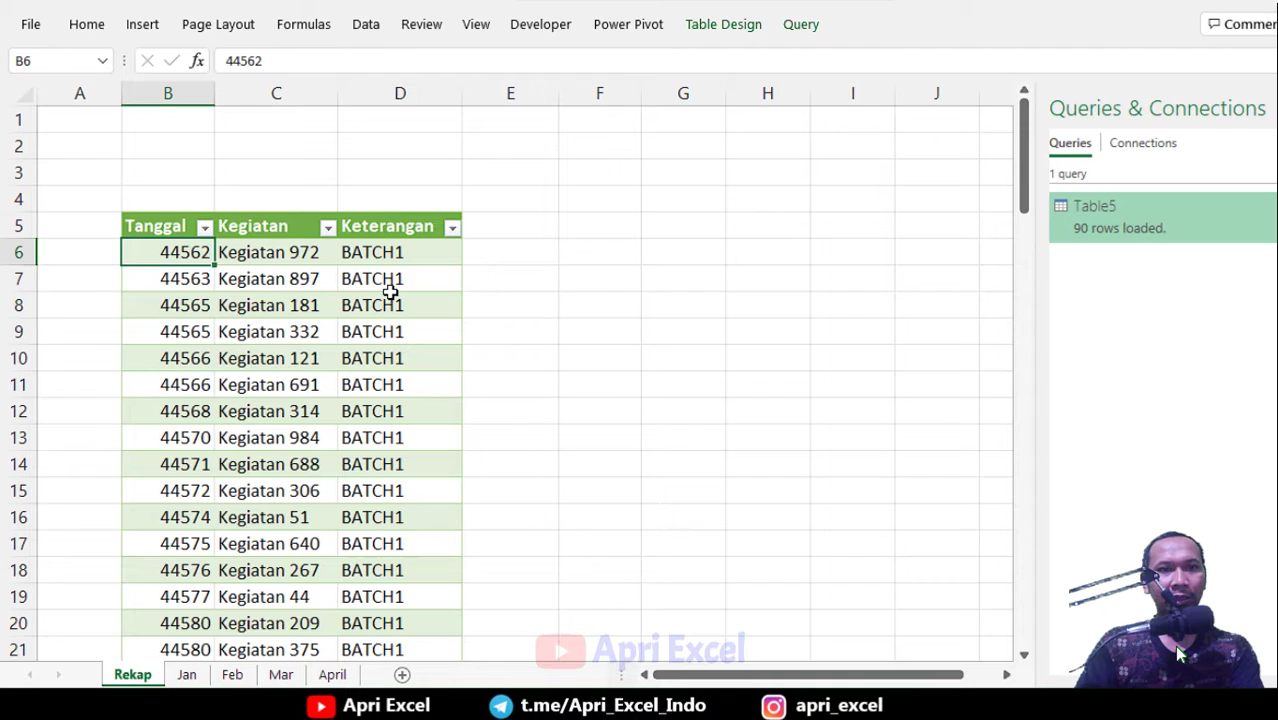 File Home Insert Page Layout Formulas Data Review View Developer Power Pivot Table Design Query Commer
B6 fx 44562
A B C D E F G H I J
Queries & Connections
Queries Connections
1 query
Table5
90 rows loaded.
1
2
3
4
5 Tanggal Kegiatan Keterangan
6 44562 Kegiatan 972 BATCH1
7 44563 Kegiatan 897 BATCH1
8 44565 Kegiatan 181 BATCH1
9 44565 Kegiatan 332 BATCH1
10 44566 Kegiatan 121 BATCH1
11 44566 Kegiatan 691 BATCH1
12 44568 Kegiatan 314 BATCH1
13 44570 Kegiatan 984 BATCH1
14 44571 Kegiatan 688 BATCH1
15 44572 Kegiatan 306 BATCH1
16 44574 Kegiatan 51 BATCH1
17 44575 Kegiatan 640 BATCH1
18 44576 Kegiatan 267 BATCH1
19 44577 Kegiatan 44 BATCH1
20 44580 Kegiatan 209 BATCH1
21 44580 Kegiatan 375 BATCH1
Apri Excel
Rekap Jan Feb Mar April
Apri Excel t.me/Apri_Excel_Indo apri_excel